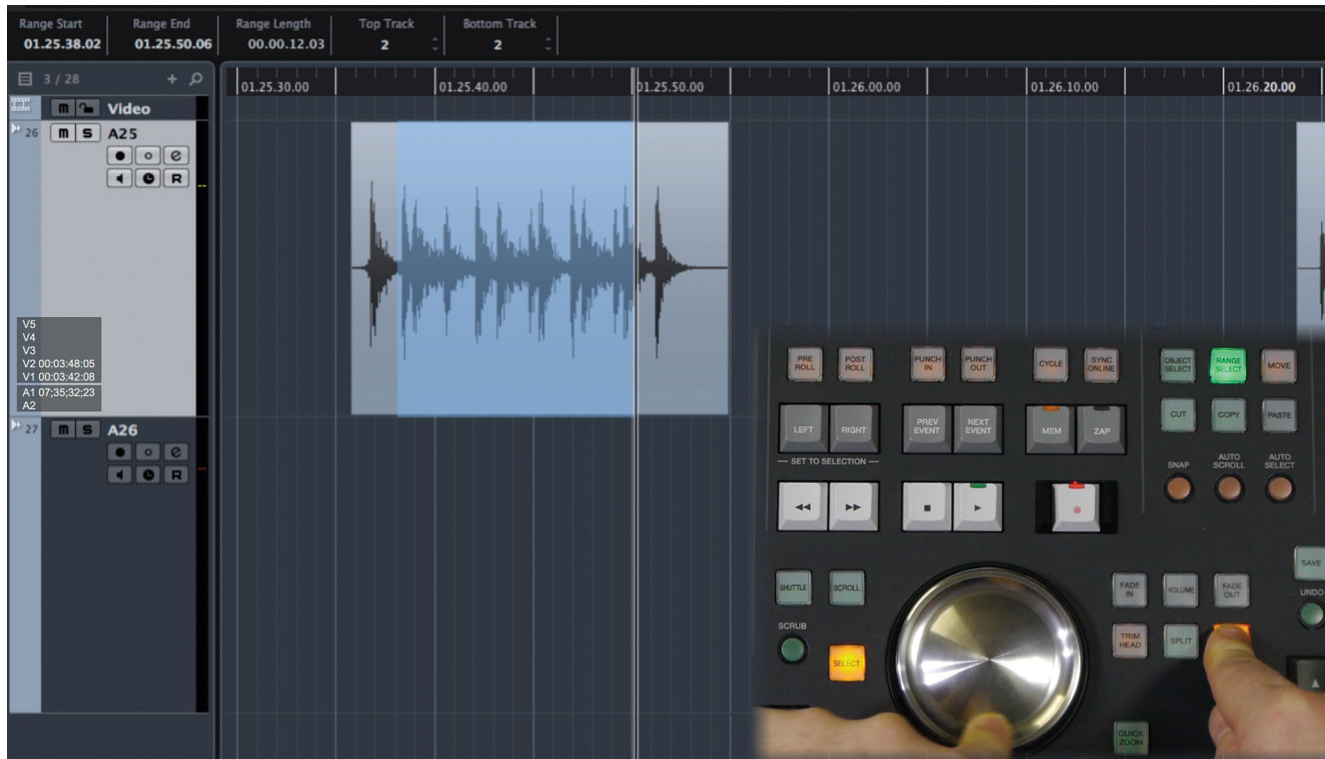 Range Start Range End Range Length Top Track Bottom Track
01.25.38.02 01.25.50.06 00.00.12.03 2 2
3 / 28
01.25.30.00 01.25.40.00 01.25.50.00 01.26.00.00 01.26.10.00 01.26.20.00
m Video
26 m S A25
e
R
V5
V4
V3
V2 00:03:48:05
V1 00:03:42:08
A1 07;35;32;23
A2
27 m S A26
e
R
PRE ROLL POST ROLL PUNCH IN PUNCH OUT CYCLE SYNC ONLINE OBJECT SELECT RANGE SELECT MOVE
CUT COPY PASTE
LEFT RIGHT PREV EVENT NEXT EVENT MEM ZAP
SET TO SELECTION
SNAP AUTO SCROLL AUTO SELECT
SHUTTLE SCROLL
FADE IN VOLUME FADE OUT
SAVE
UNDO
SCRUB
SELECT
TRIM HEAD SPLIT
QUICK ZOOM